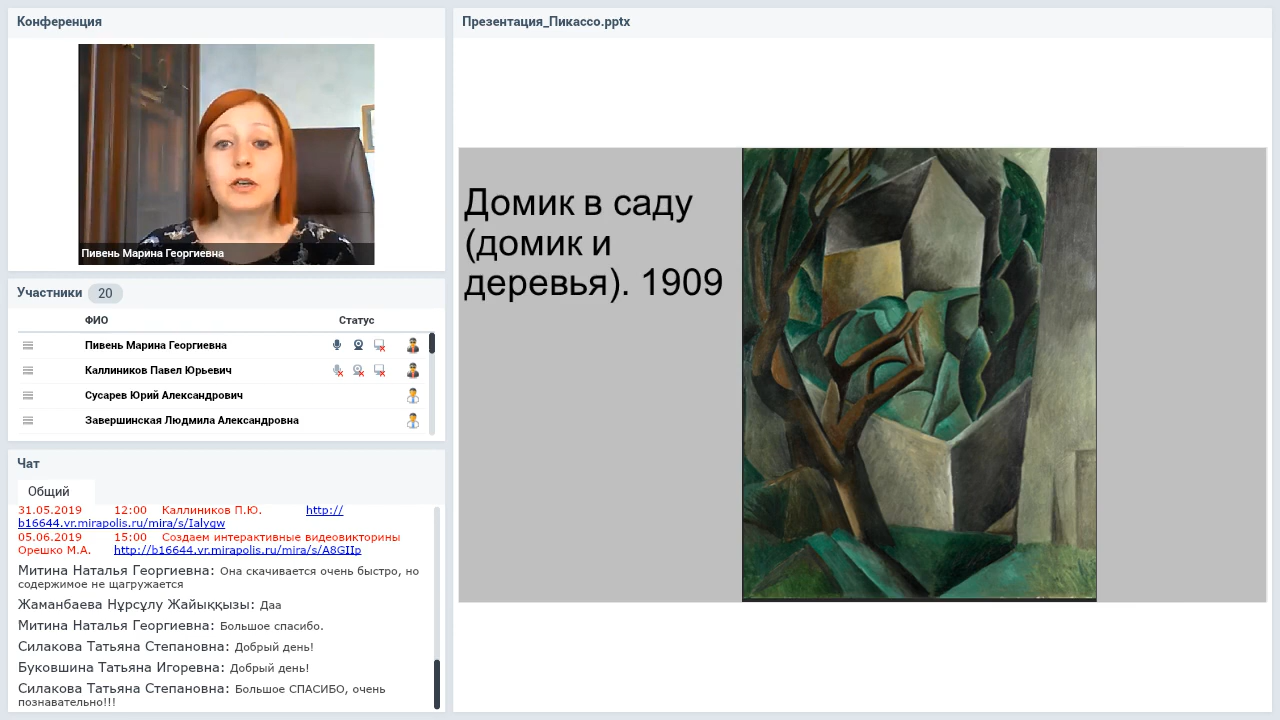 Конференция
Пивень Марина Георгиевна
Участники 20
ФИО Статус
Пивень Марина Георгиевна
Каллиников Павел Юрьевич
Сусарев Юрий Александрович
Завершинская Людмила Александровна
Чат
Общий
31.05.2019 12:00 Каллиников П.Ю. http://
b16644.vr.mirapolis.ru/mira/s/Ialyqw
05.06.2019 15:00 Создаем интерактивные видеовикторины
Орешко М.А. http://b16644.vr.mirapolis.ru/mira/s/A8GIIp
Митина Наталья Георгиевна: Она скачивается очень быстро, но
содержимое не щагружается
Жаманбаева Нұрсұлу Жайыққызы: Даа
Митина Наталья Георгиевна: Большое спасибо.
Силакова Татьяна Степановна: Добрый день!
Буковшина Татьяна Игоревна: Добрый день!
Силакова Татьяна Степановна: Большое СПАСИБО, очень
познавательно!!!
Презентация_Пикассо.pptx
Домик в саду
(домик и
деревья). 1909